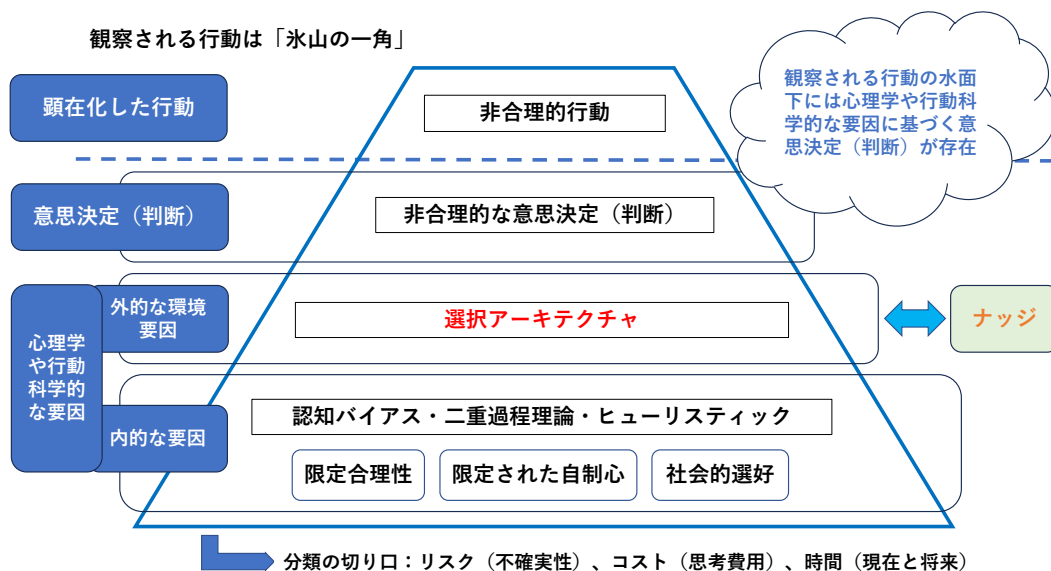 観察される行動は「氷山の一角」
顕在化した行動
非合理的行動
観察される行動の水面
下には心理学や行動科
学的な要因に基づく意
思決定（判断）が存在
意思決定（判断）
非合理的な意思決定（判断）
心理学
や行動
科学的
な要因
外的な環境
要因
選択アーキテクチャ
ナッジ
内的な要因
認知バイアス・二重過程理論・ヒューリスティック
限定合理性
限定された自制心
社会的選好
分類の切り口：リスク（不確実性）、コスト（思考費用）、時間（現在と将来）